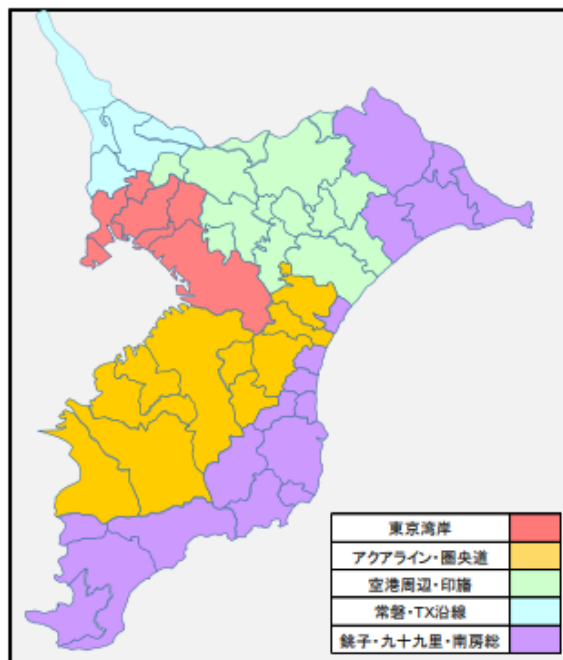 東京湾岸
アクアライン・圏央道
空港周辺・印旛
常磐・TX沿線
銚子・九十九里・南房総